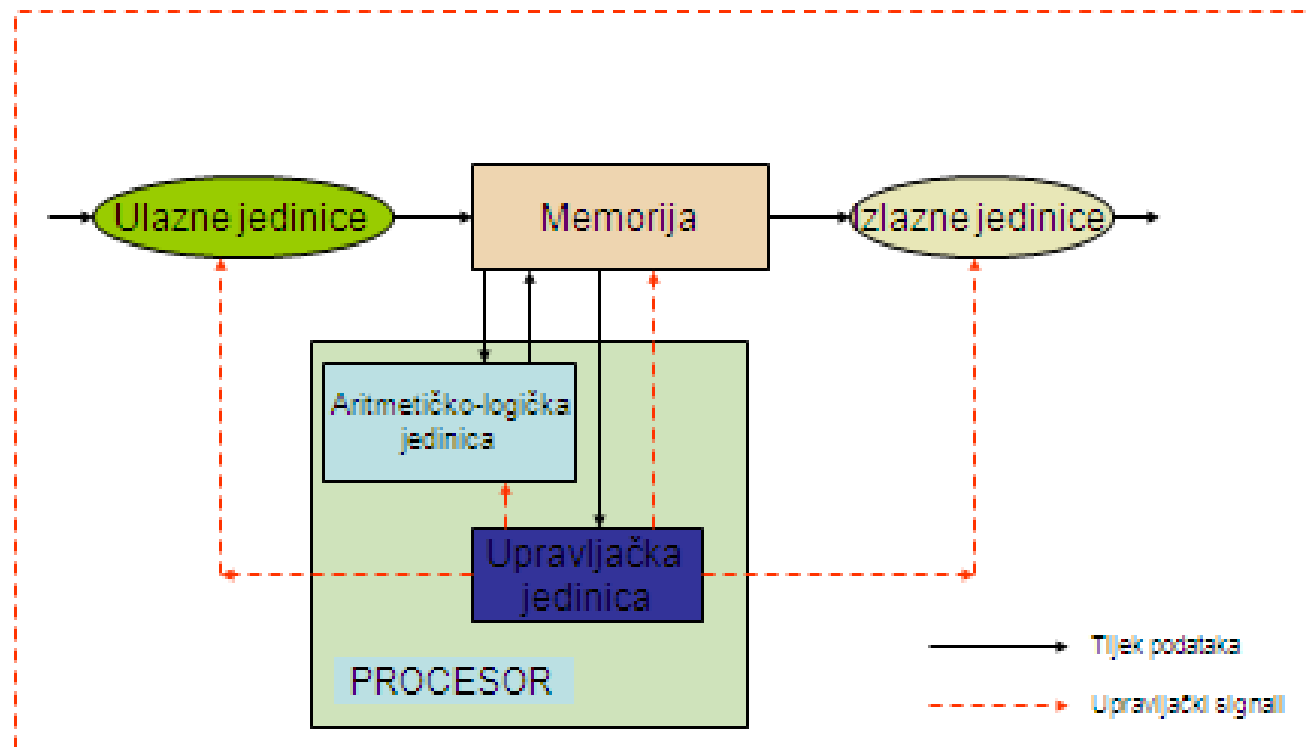 Ulazne jedinice
Memorija
Izlazne jedinice
Aritmetičko-logička
jedinica
Upravljačka
jedinica
PROCESOR
Tijek podataka
Upravljački signali